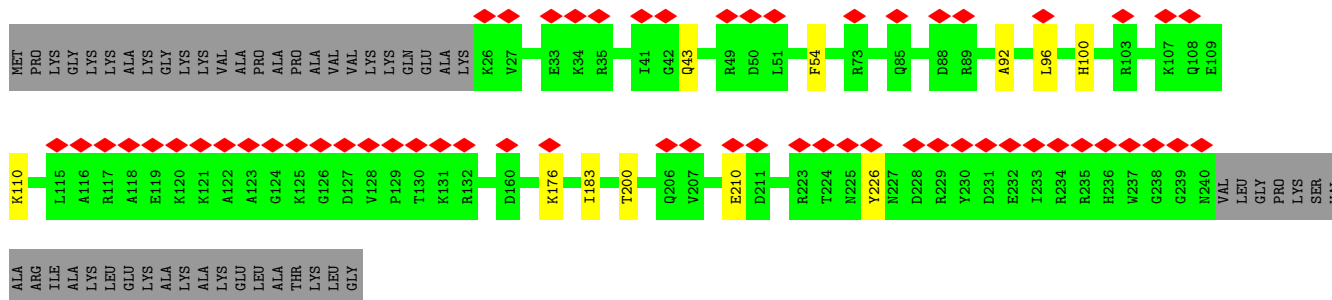 MET PRO LYS GLY LYS LYS ALA LYS GLY LYS LYS VAL ALA PRO ALA PRO ALA VAL VAL LYS LYS GLN GLU ALA LYS K26 V27 E33 K34 R35 I41 G42 Q43 R49 D50 L51 F54 R73 Q85 D88 R89 A92 L96 H100 R103 K107 Q108 E109
K110 L115 A116 R117 A118 E119 K120 K121 A122 A123 G124 K125 G126 D127 V128 P129 T130 K131 R132 D160 K176 I183 T200 Q206 V207 E210 D211 R223 T224 N225 Y226 N227 D228 R229 Y230 D231 E232 I233 R234 R235 H236 W237 G238 G239 N240 VAL LEU GLY PRO LYS SER
ALA ARG ILE ALA LYS LEU GLU LYS ALA LYS ALA LYS GLU LEU ALA THR LYS LEU GLY